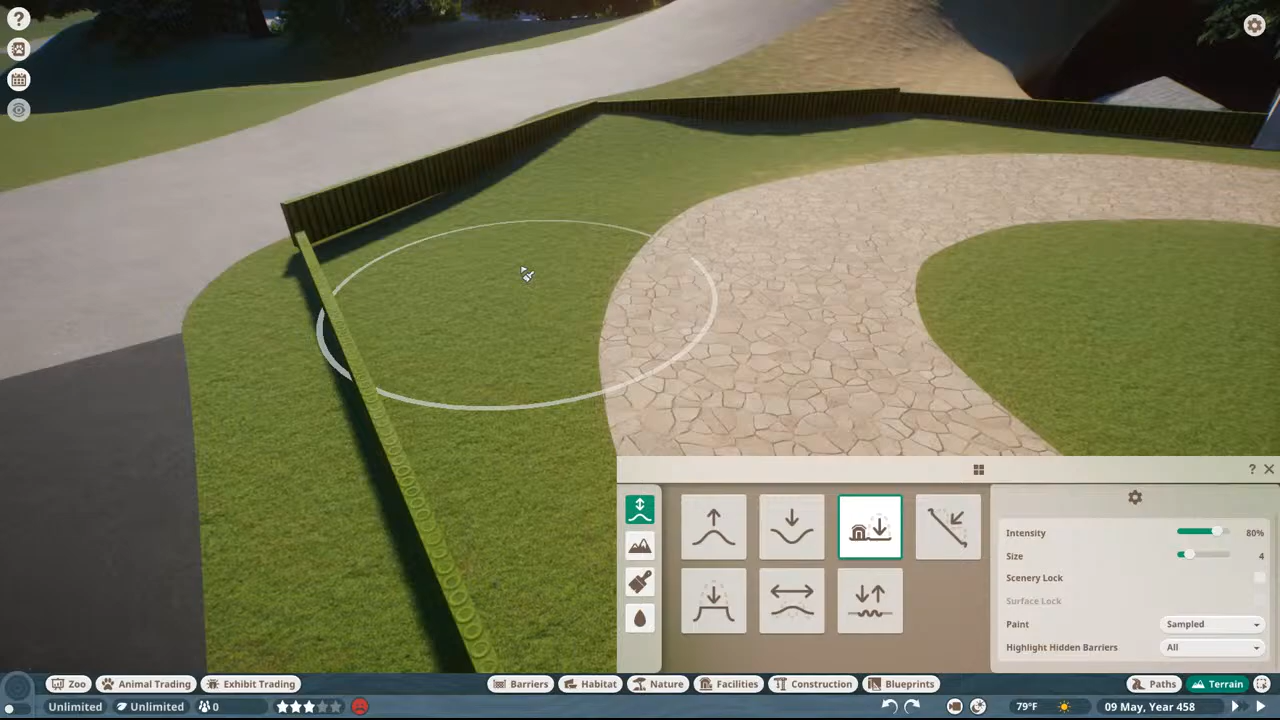 ?
? ×
Intensity 80%
Size 4
Scenery Lock
Surface Lock
Paint Sampled
Highlight Hidden Barriers All
Zoo Animal Trading Exhibit Trading Barriers Habitat Nature Facilities Construction Blueprints Paths Terrain
Unlimited Unlimited 0 79°F 09 May, Year 458